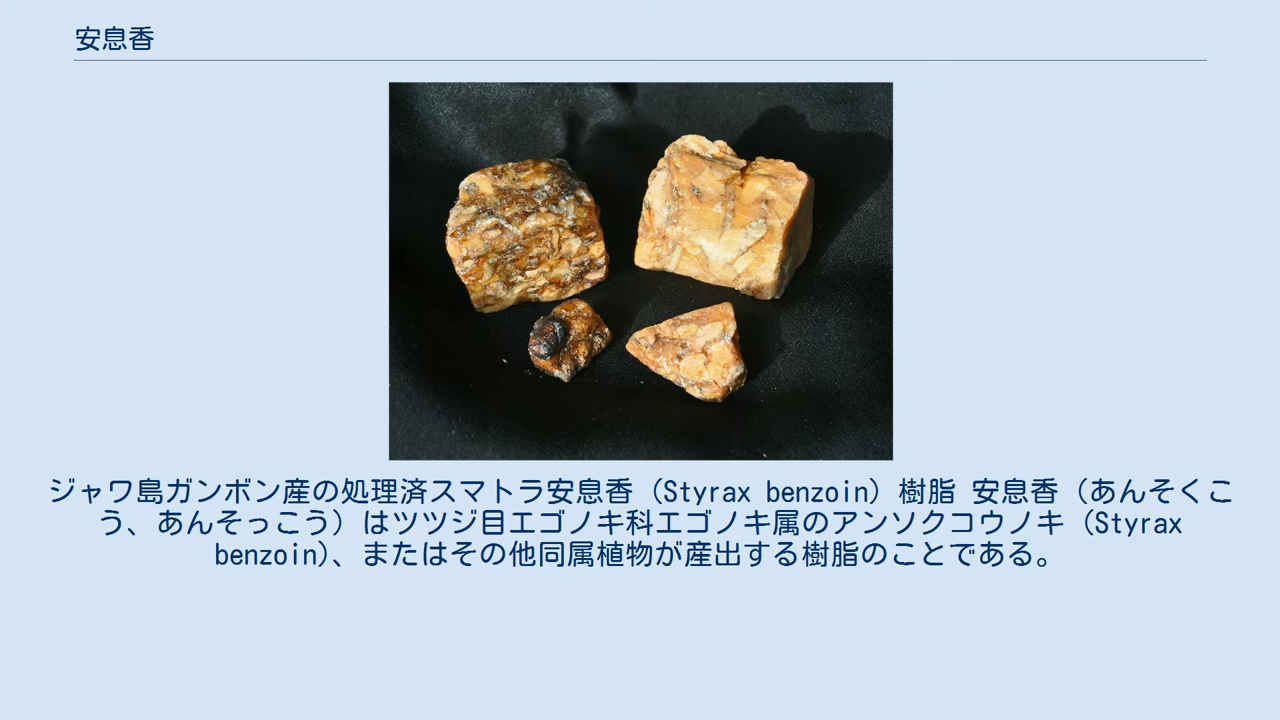 安息香
ジャワ島ガンボン産の処理済スマトラ安息香（Styrax benzoin）樹脂 安息香（あんそくこ
う、あんそっこう）はツツジ目エゴノキ科エゴノキ属のアンソクコウノキ（Styrax
benzoin)、またはその他同属植物が産出する樹脂のことである。